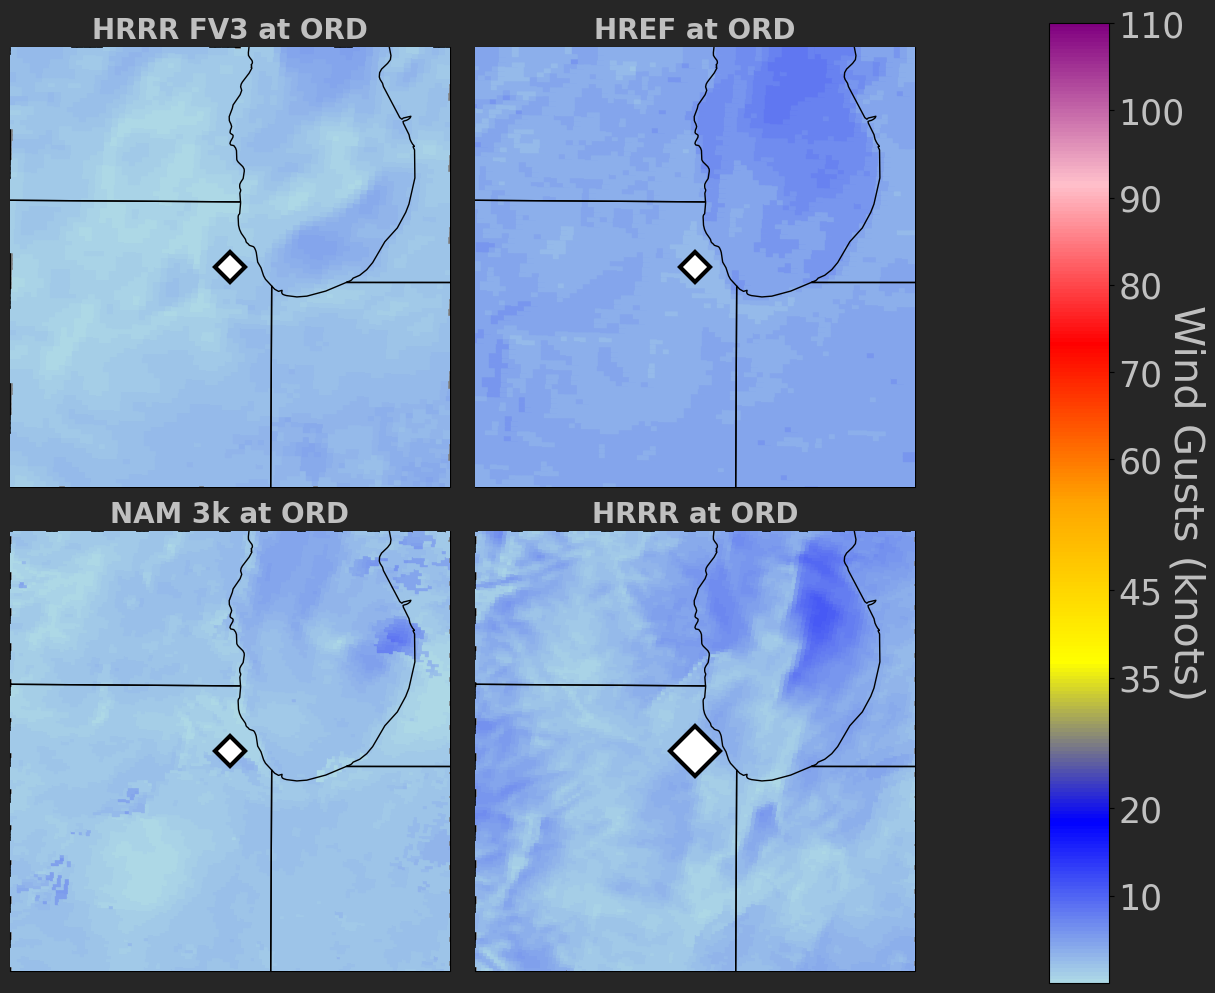 HRRR FV3 at ORD
HREF at ORD
NAM 3k at ORD
HRRR at ORD
110
100
90
80
70
60
45
35
20
10
Wind Gusts (knots)